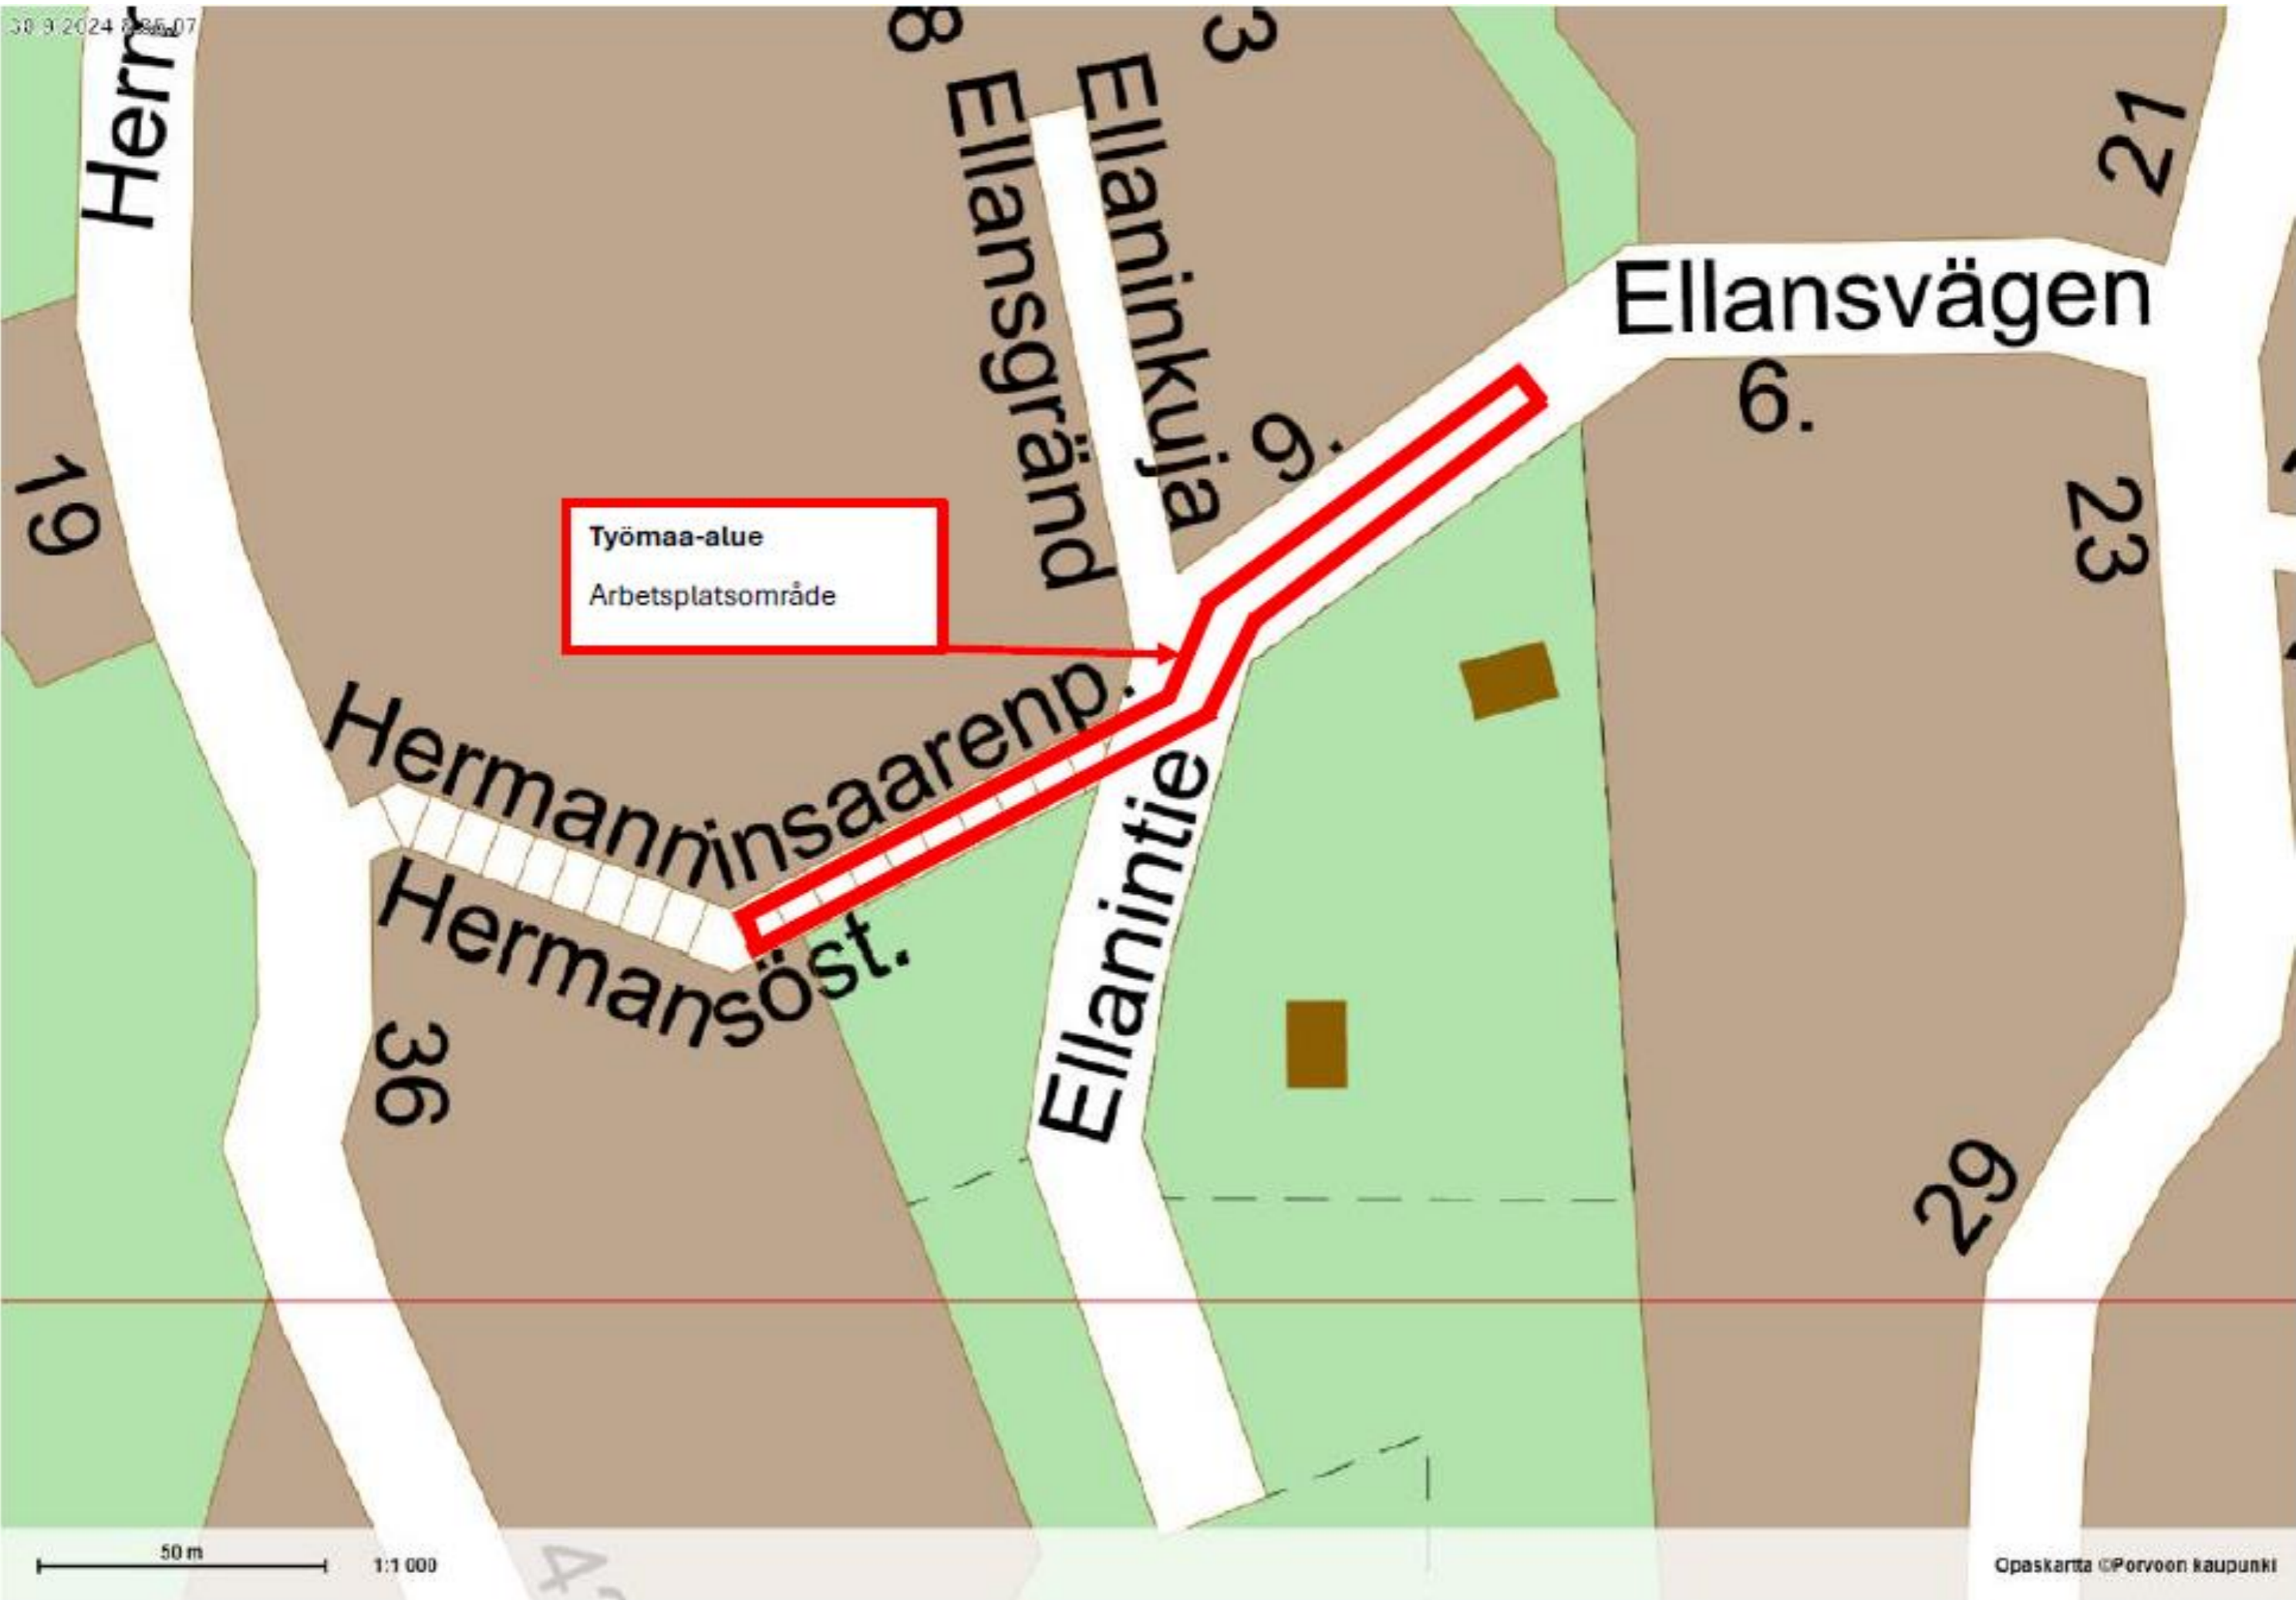 8
3
Herr
Ellansgränd
Ellaninkuja
21
Ellansvägen
6.
9.
19
23
Työmaa-alue
Arbetsplatsområde
Hermanninsaarenp.
Hermansöst.
Ellanintie
36
29
50 m
1:1 000
Opaskartta ©Porvoon kaupunki